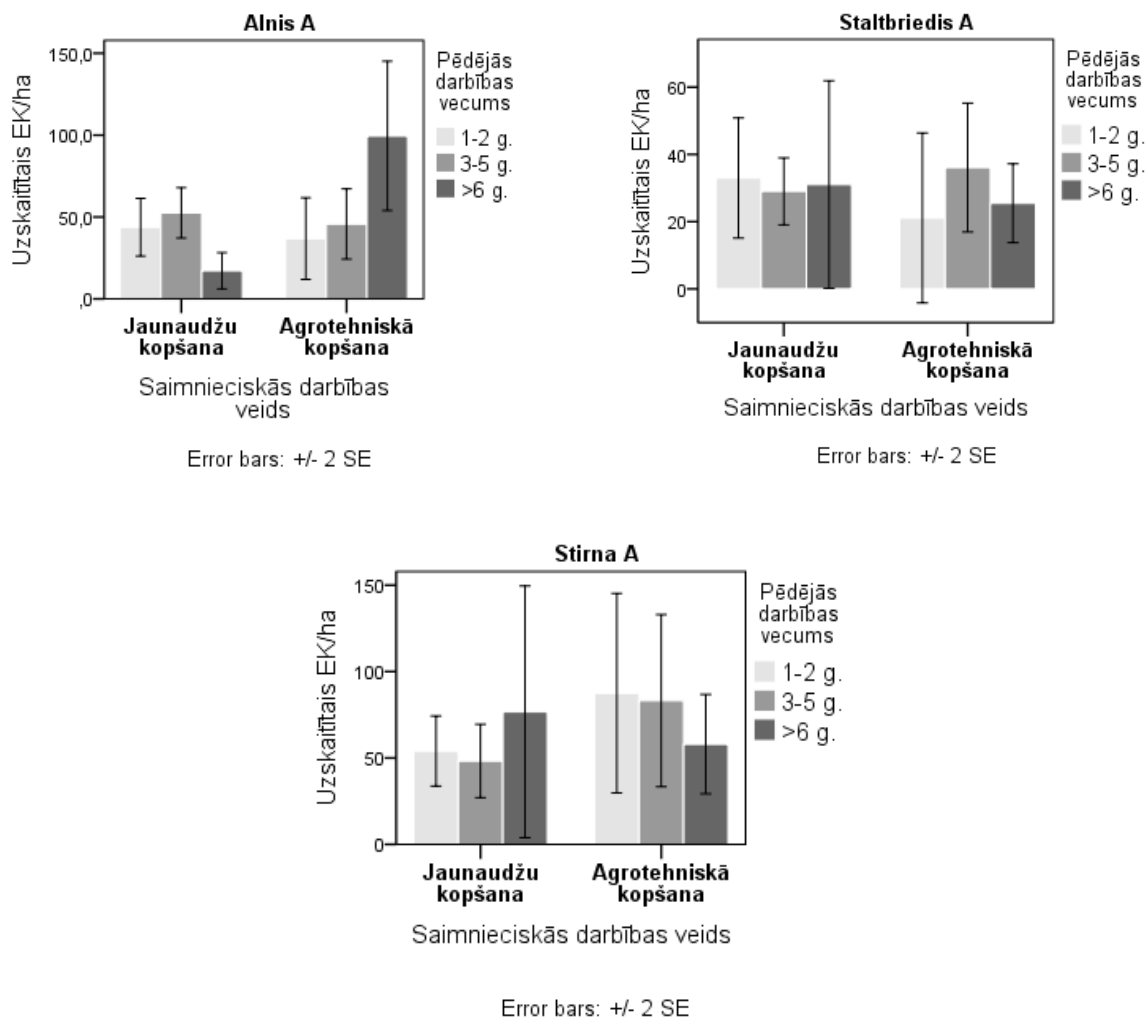 Alnis A
Uzskaitītais EK/ha
150,0
100,0
50,0
,0
Jaunaudžu
kopšana
Agrotehniskā
kopšana
Saimnieciskās darbības
veids
Pēdējās
darbības
vecums
1-2 g.
3-5 g.
>6 g.
Error bars: +/- 2 SE
Staltbriedis A
Uzskaitītais EK/ha
60
40
20
0
Jaunaudžu
kopšana
Agrotehniskā
kopšana
Saimnieciskās darbības veids
Pēdējās
darbības
vecums
1-2 g.
3-5 g.
>6 g.
Error bars: +/- 2 SE
Stirna A
Uzskaitītais EK/ha
150
100
50
0
Jaunaudžu
kopšana
Agrotehniskā
kopšana
Saimnieciskās darbības veids
Pēdējās
darbības
vecums
1-2 g.
3-5 g.
>6 g.
Error bars: +/- 2 SE